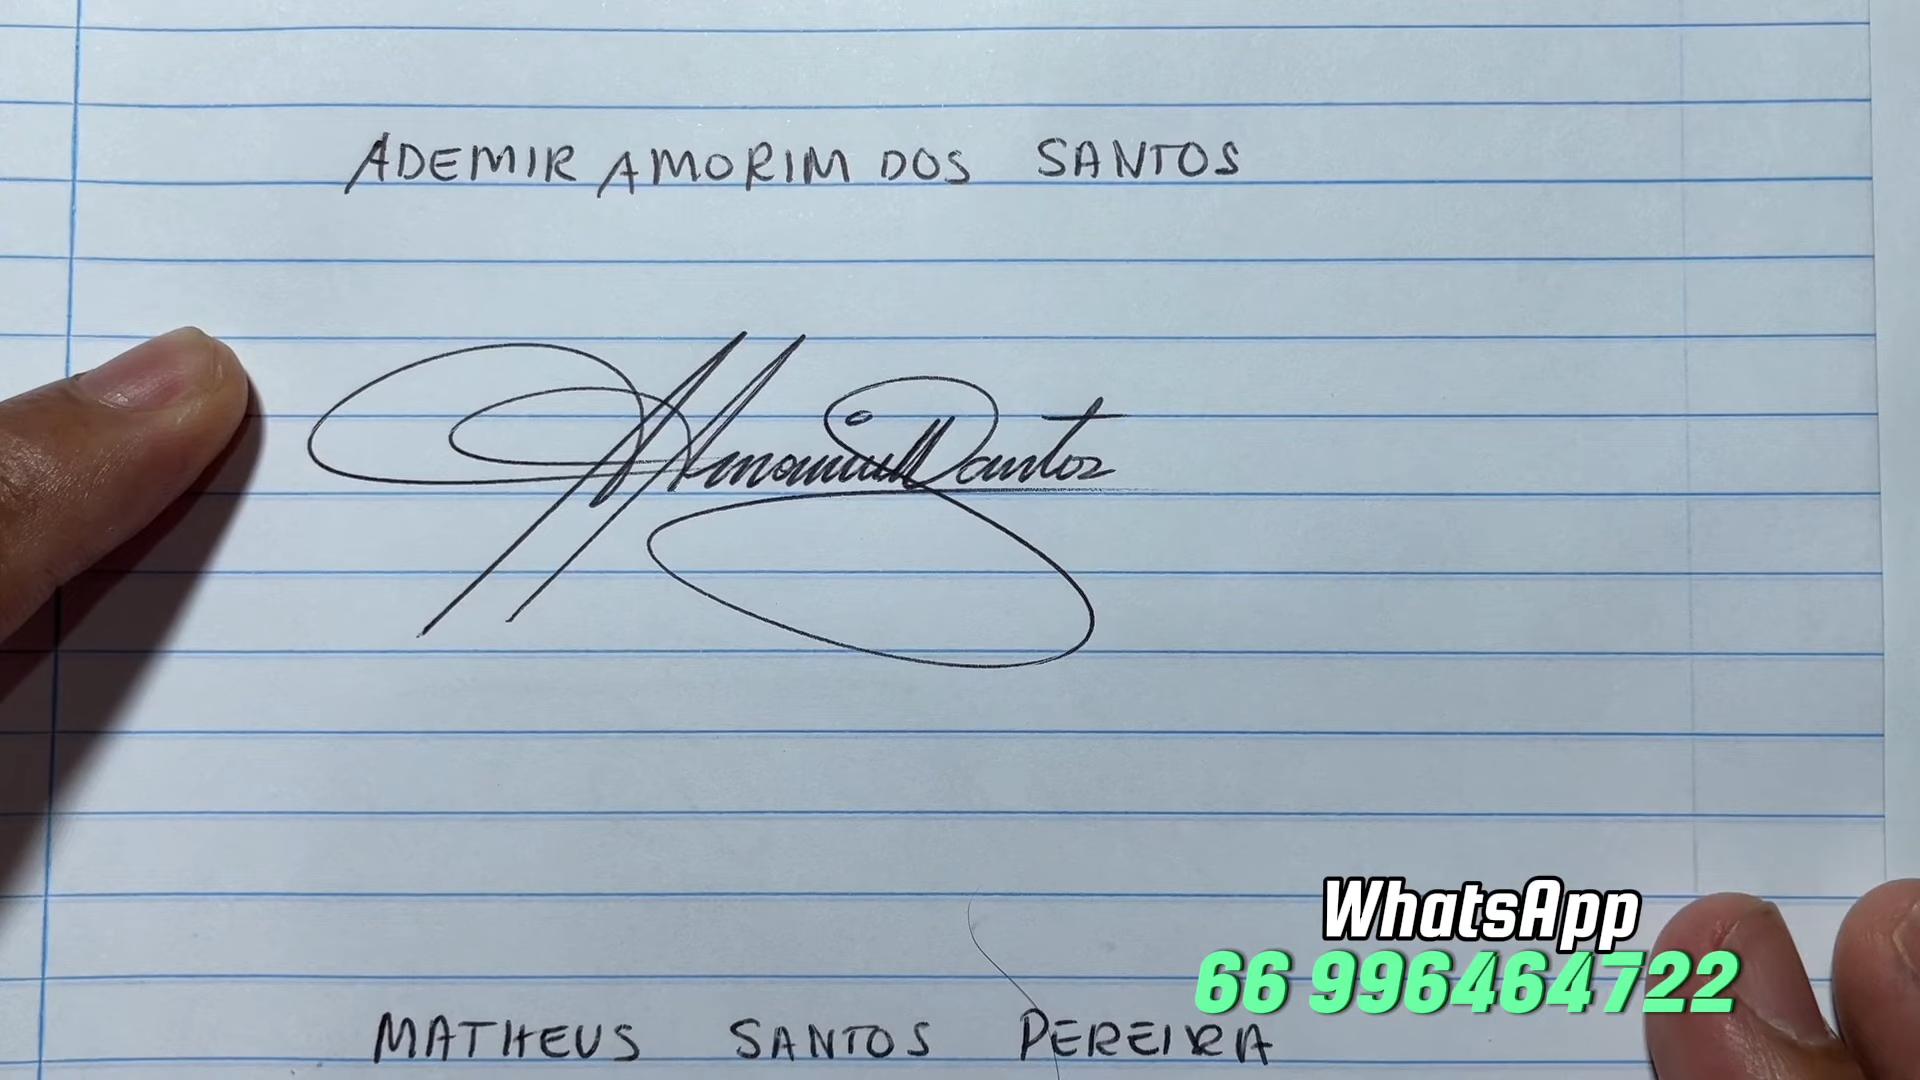 ADEMIR AMORIM DOS SANTOS
WhatsApp
66 996464722
MATHEUS SANTOS PEREIRA